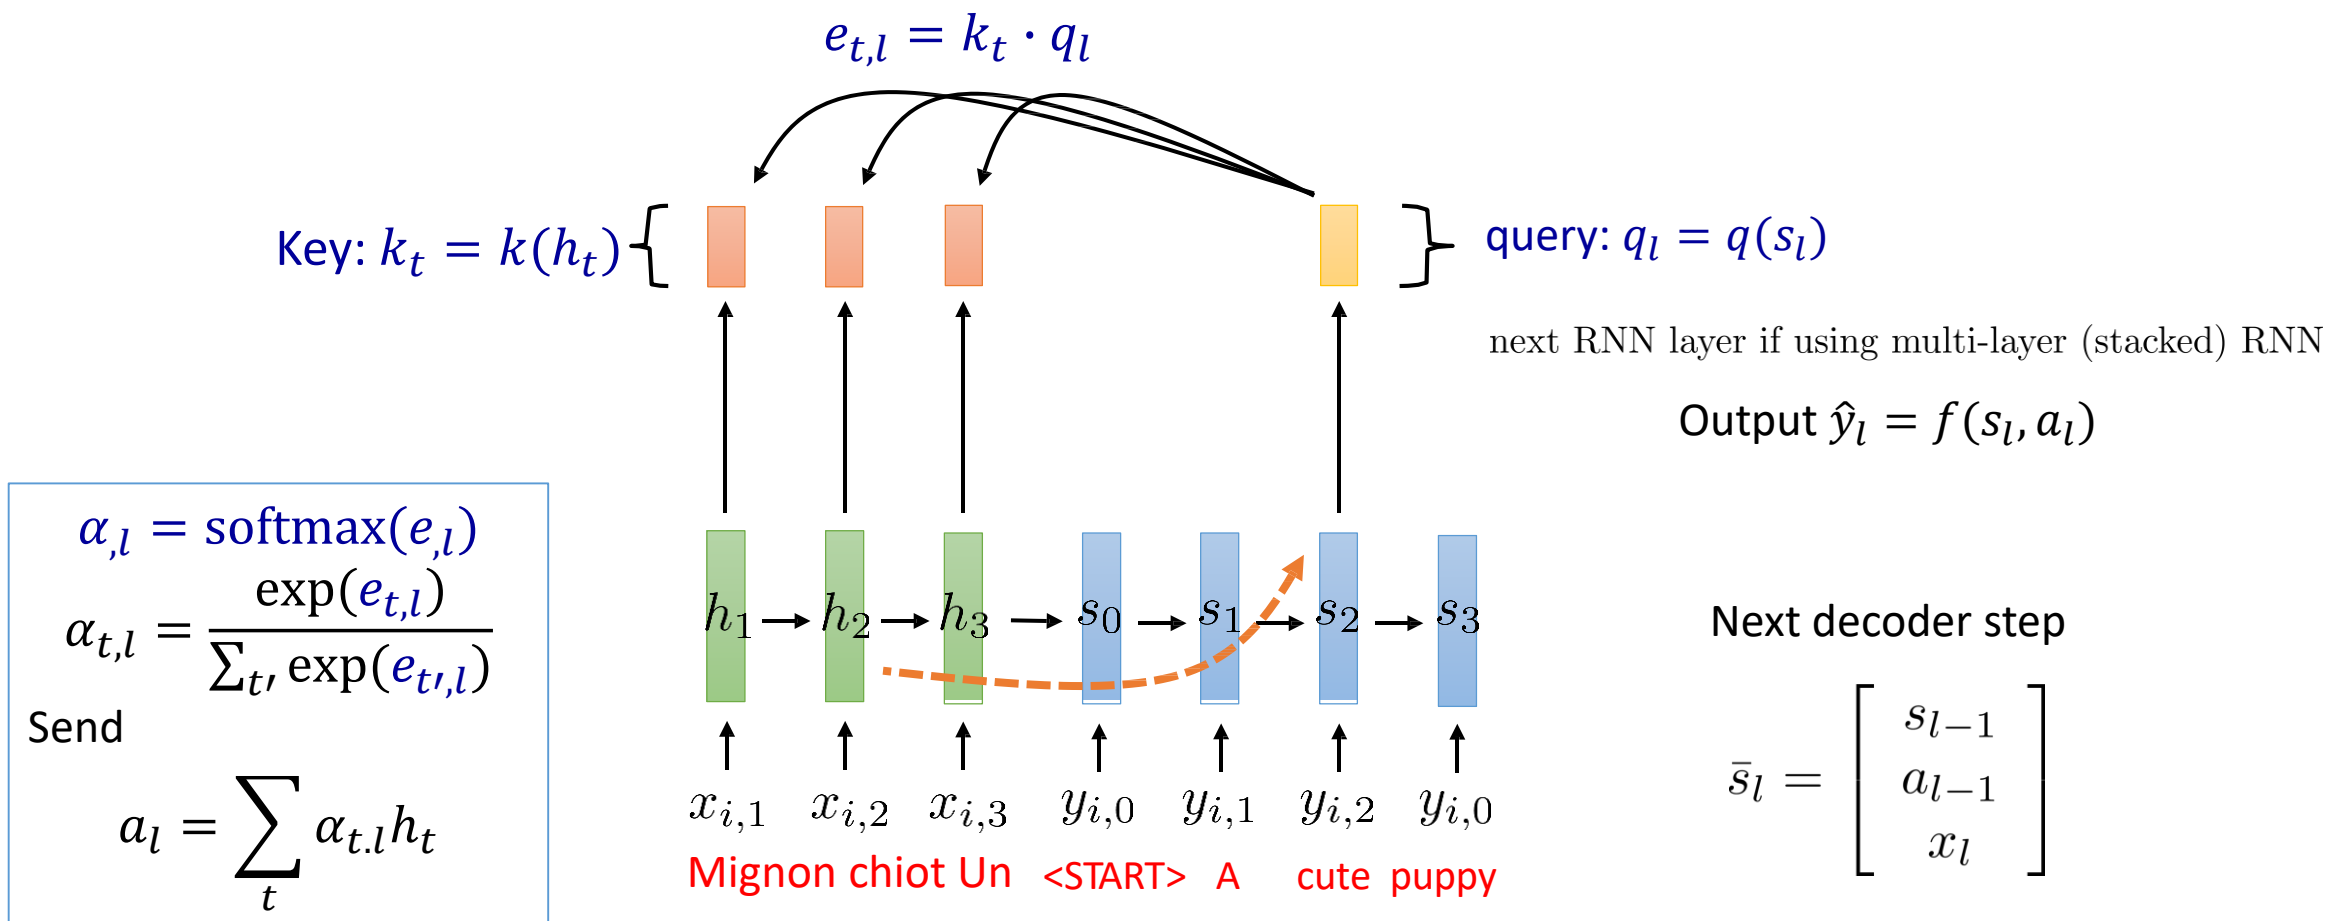 e_{t,l} = k_t · q_l
Key: k_t = k(h_t)
query: q_l = q(s_l)
next RNN layer if using multi-layer (stacked) RNN
Output ŷ_l = f(s_l, a_l)
α_{,l} = softmax(e_{,l})
α_{t,l} = exp(e_{t,l}) / ∑_{t′} exp(e_{t′,l})
Send
a_l = ∑_t α_{t.l} h_t
h_1 h_2 h_3 s_0 s_1 s_2 s_3
x_{i,1} x_{i,2} x_{i,3} y_{i,0} y_{i,1} y_{i,2} y_{i,0}
Mignon chiot Un <START> A cute puppy
Next decoder step
s̄_l = [ s_{l−1}
a_{l−1}
x_l ]